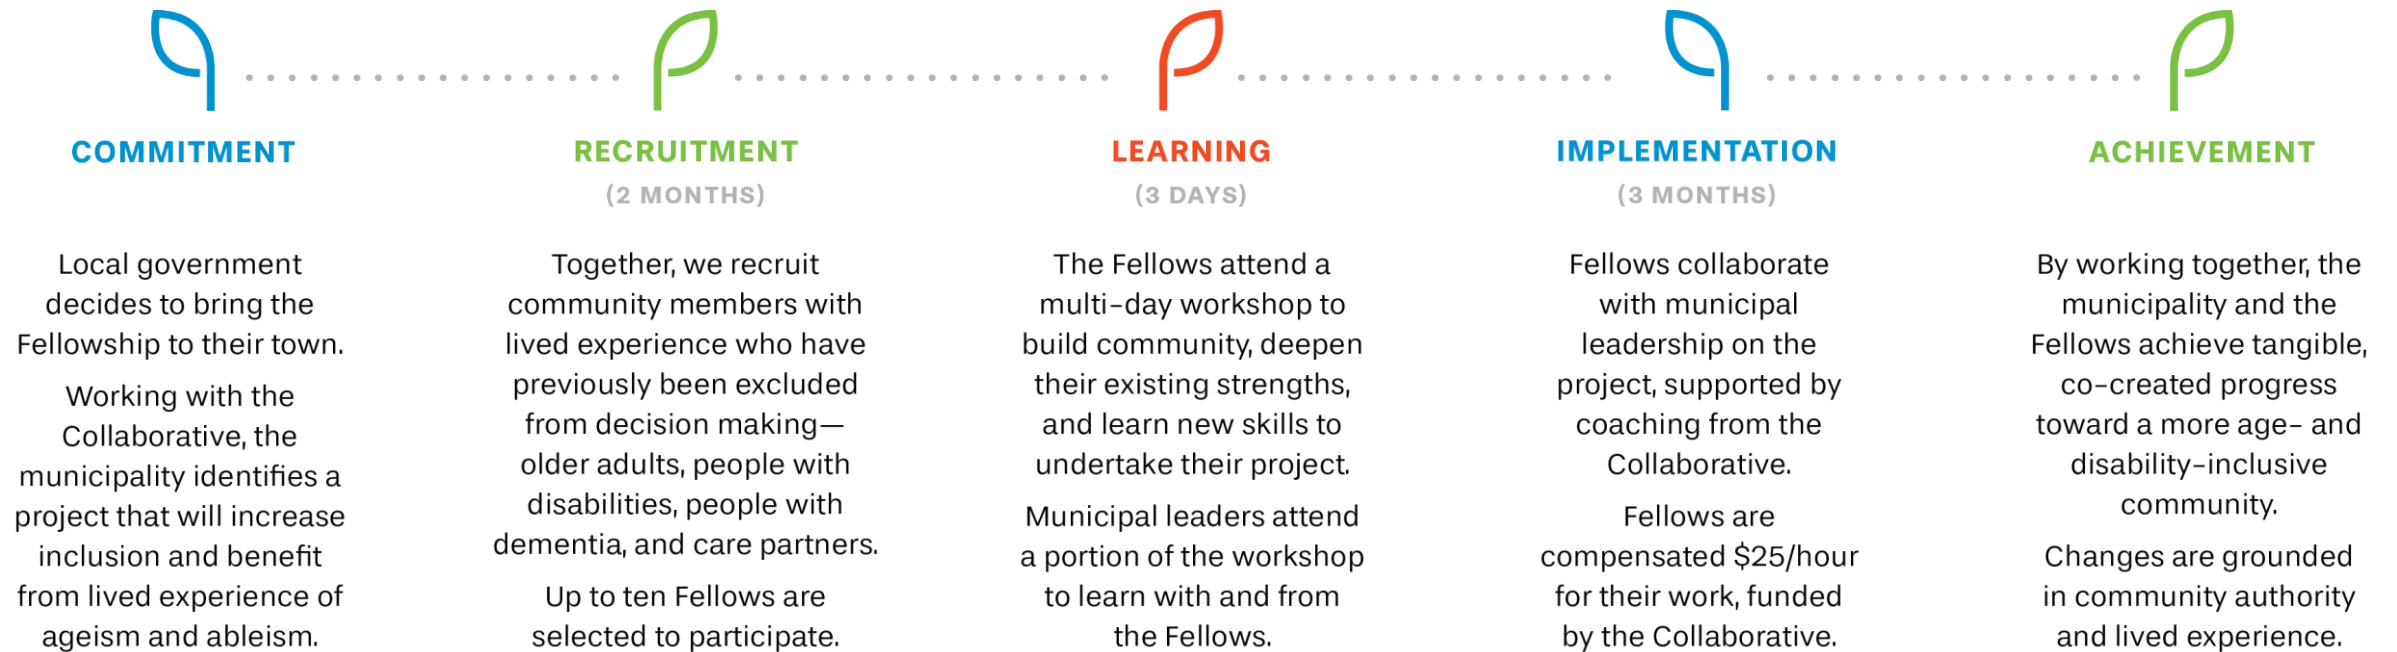 COMMITMENT
Local government
decides to bring the
Fellowship to their town.
Working with the
Collaborative, the
municipality identifies a
project that will increase
inclusion and benefit
from lived experience of
ageism and ableism.
RECRUITMENT
(2 MONTHS)
Together, we recruit
community members with
lived experience who have
previously been excluded
from decision making—
older adults, people with
disabilities, people with
dementia, and care partners.
Up to ten Fellows are
selected to participate.
LEARNING
(3 DAYS)
The Fellows attend a
multi-day workshop to
build community, deepen
their existing strengths,
and learn new skills to
undertake their project.
Municipal leaders attend
a portion of the workshop
to learn with and from
the Fellows.
IMPLEMENTATION
(3 MONTHS)
Fellows collaborate
with municipal
leadership on the
project, supported by
coaching from the
Collaborative.
Fellows are
compensated $25/hour
for their work, funded
by the Collaborative.
ACHIEVEMENT
By working together, the
municipality and the
Fellows achieve tangible,
co-created progress
toward a more age- and
disability-inclusive
community.
Changes are grounded
in community authority
and lived experience.